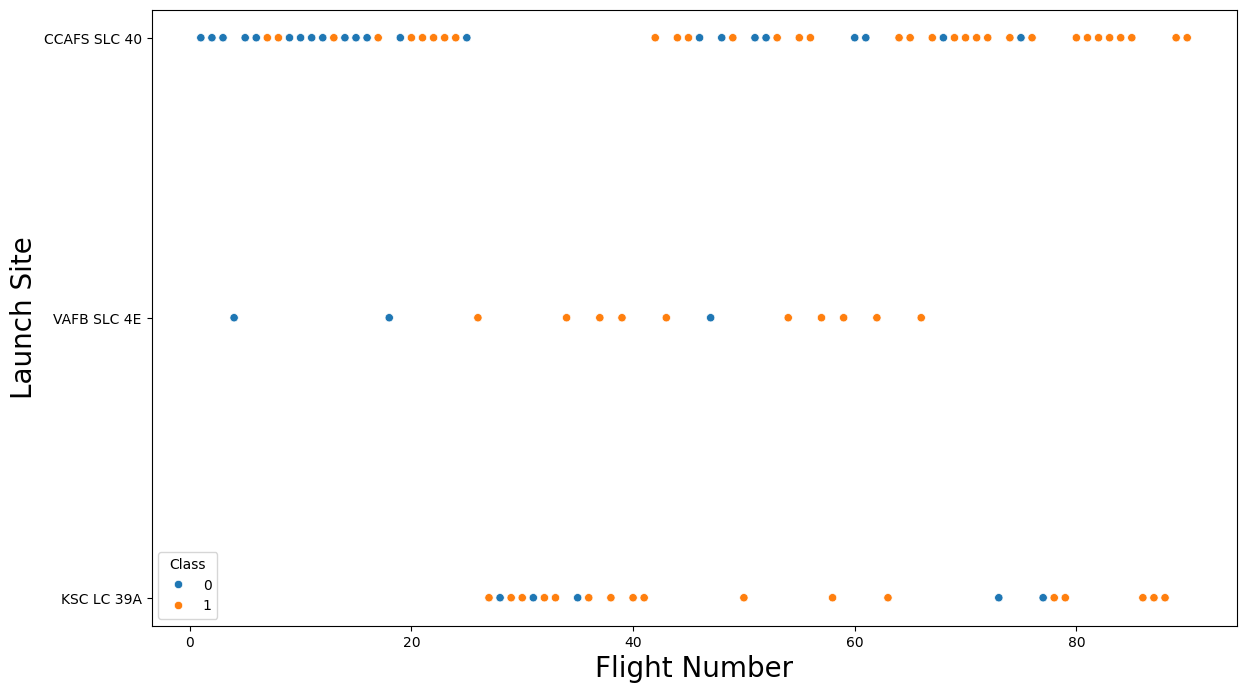 CCAFS SLC 40
VAFB SLC 4E
KSC LC 39A
Launch Site
Class
0
1
0
20
40
60
80
Flight Number